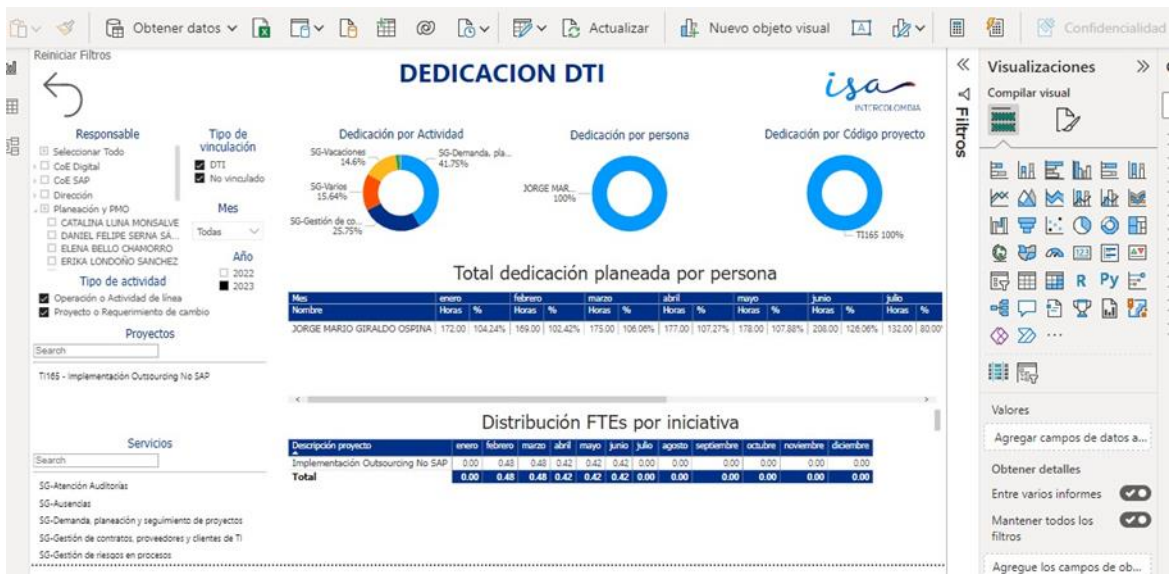 Obtener datos
Actualizar
Nuevo objeto visual
Confidencialidad
Reiniciar Filtros
DEDICACION DTI
isa
INTERCOLOMBIA
Responsable
Seleccionar Todo
CoE Digital
CoE SAP
Dirección
Planeación y PMO
CATALINA LUNA MONSALVE
DANIEL FELIPE SERNA SA...
ELENA BELLO CHAMORRO
ERIKA LONDOÑO SANCHEZ
Tipo de
vinculación
DTI
No vinculado
Mes
Todas
Año
2022
2023
Tipo de actividad
Operación o Actividad de línea
Proyecto o Requerimiento de cambio
Proyectos
Search
TI165 - Implementación Outsourcing No SAP
Servicios
Search
SG-Atención Auditorías
SG-Ausencias
SG-Demanda, planeación y seguimiento de proyectos
SG-Gestión de contratos, proveedores y clientes de TI
SG-Gestión de riesgos en procesos
Dedicación por Actividad
SG-Vacaciones
14.6%
SG-Demanda, pla...
41.75%
SG-Varios
15.64%
SG-Gestión de co...
25.75%
Dedicación por persona
JORGE MAR...
100%
Dedicación por Código proyecto
TI165 100%
Total dedicación planeada por persona
Mes enero febrero marzo abril mayo junio julio
Nombre Horas % Horas % Horas % Horas % Horas % Horas % Horas %
JORGE MARIO GIRALDO OSPINA 172.00 104.24% 169.00 102.42% 175.00 106.06% 177.00 107.27% 178.00 107.88% 208.00 126.06% 132.00 80.00
Distribución FTEs por iniciativa
Descripción proyecto enero febrero marzo abril mayo junio julio agosto septiembre octubre noviembre diciembre
Implementación Outsourcing No SAP 0.00 0.48 0.48 0.42 0.42 0.42 0.00 0.00 0.00 0.00 0.00 0.00
Total 0.00 0.48 0.48 0.42 0.42 0.42 0.00 0.00 0.00 0.00 0.00 0.00
Filtros
Visualizaciones
Compilar visual
123
R Py
Valores
Agregar campos de datos a...
Obtener detalles
Entre varios informes
Mantener todos los
filtros
Agregue los campos de ob...